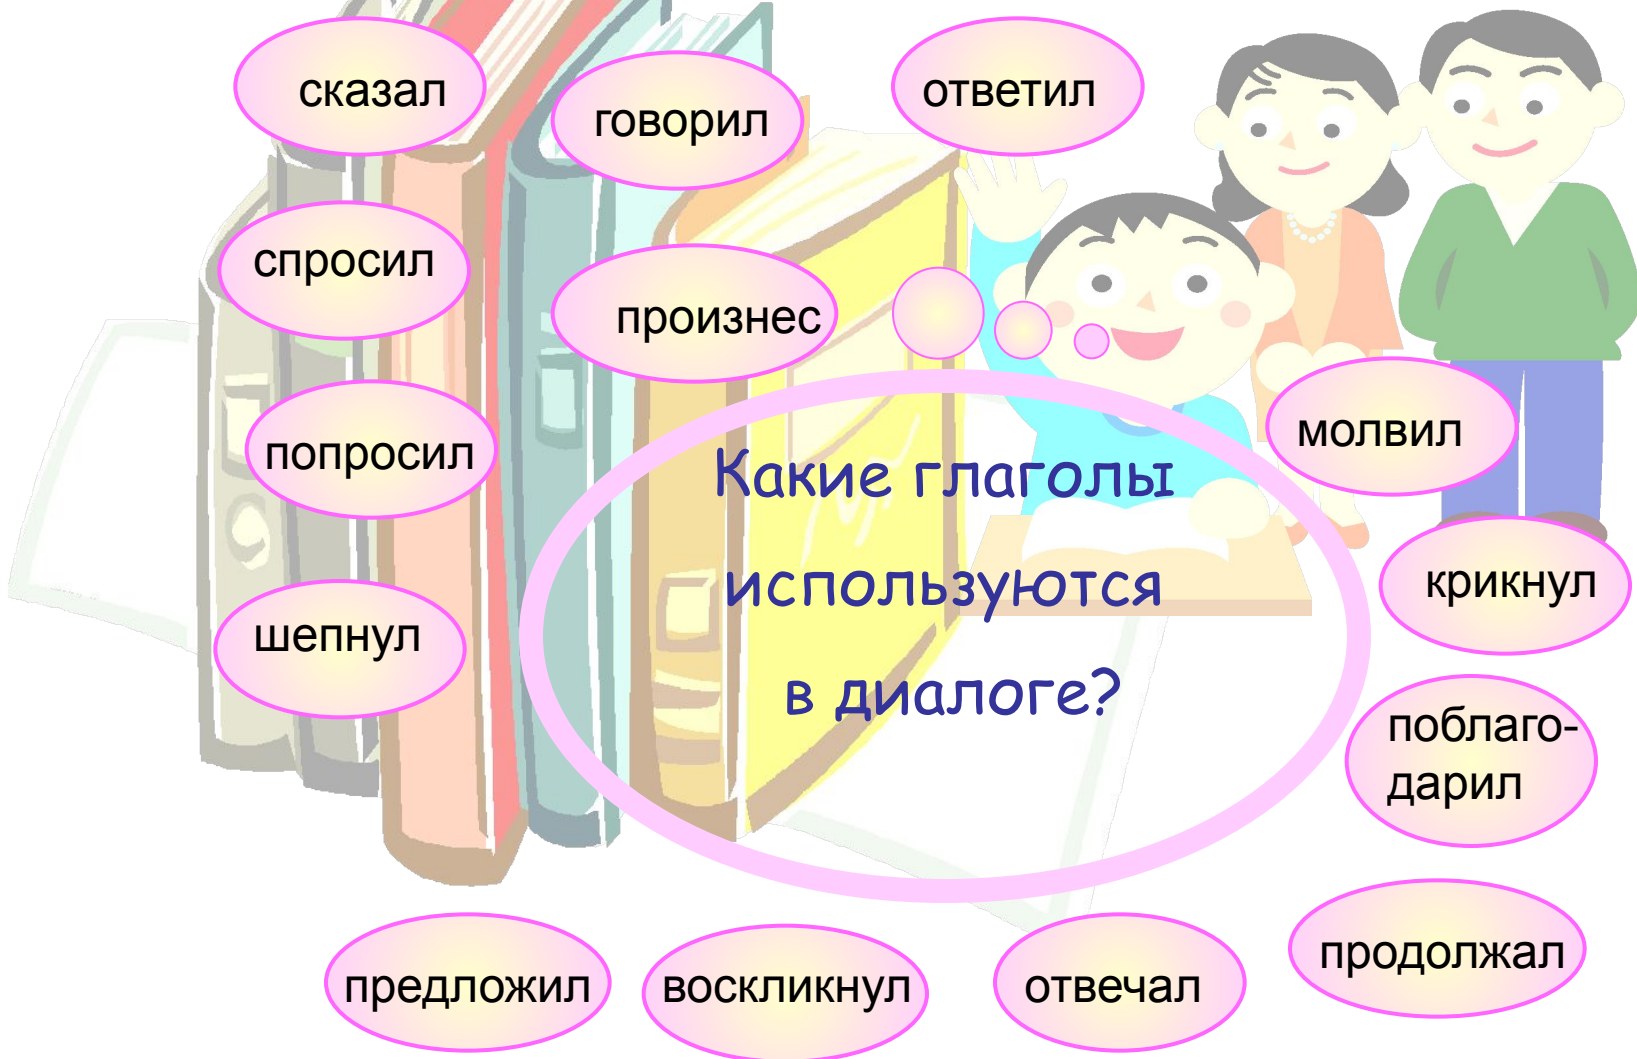 сказал
говорил
ответил
спросил
произнес
попросил
молвил
Какие глаголы
используются
в диалоге?
крикнул
шепнул
поблаго-
дарил
продолжал
предложил
воскликнул
отвечал